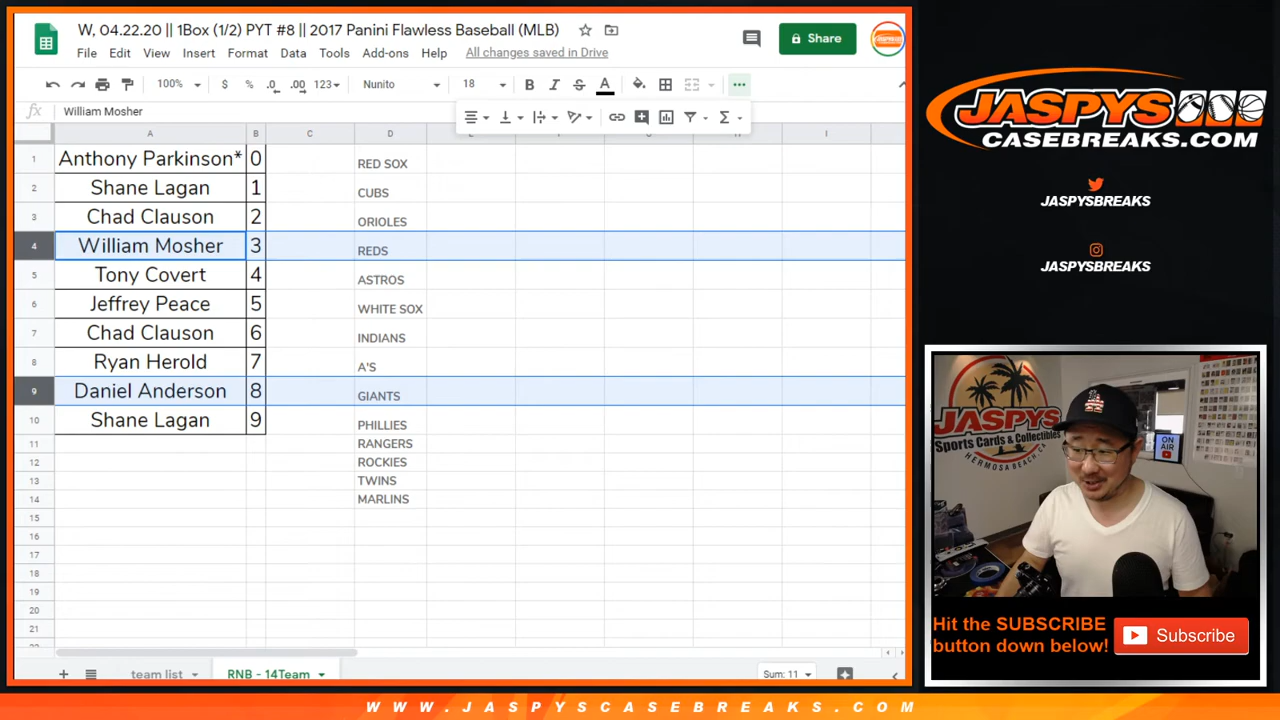 W, 04.22.20 || 1Box (1/2) PYT #8 || 2017 Panini Flawless Baseball (MLB)
File Edit View Insert Format Data Tools Add-ons Help All changes saved in Drive
Share
100% $ % .0 .00 123 Nunito 18 B I S A
fx William Mosher
A B C D I
1 Anthony Parkinson* 0 RED SOX
2 Shane Lagan 1 CUBS
3 Chad Clauson 2 ORIOLES
4 William Mosher 3 REDS
5 Tony Covert 4 ASTROS
6 Jeffrey Peace 5 WHITE SOX
7 Chad Clauson 6 INDIANS
8 Ryan Herold 7 A'S
9 Daniel Anderson 8 GIANTS
10 Shane Lagan 9 PHILLIES
11 RANGERS
12 ROCKIES
13 TWINS
14 MARLINS
15
16
17
18
19
20
21
team list RNB - 14Team Sum: 11
JASPYS
CASEBREAKS.COM
JASPYSBREAKS
JASPYSBREAKS
JASPYS
Sports Cards & Collectibles
HERMOSA BEACH, CA
ON AIR
Hit the SUBSCRIBE
button down below!
Subscribe
WWW.JASPYSCASEBREAKS.COM